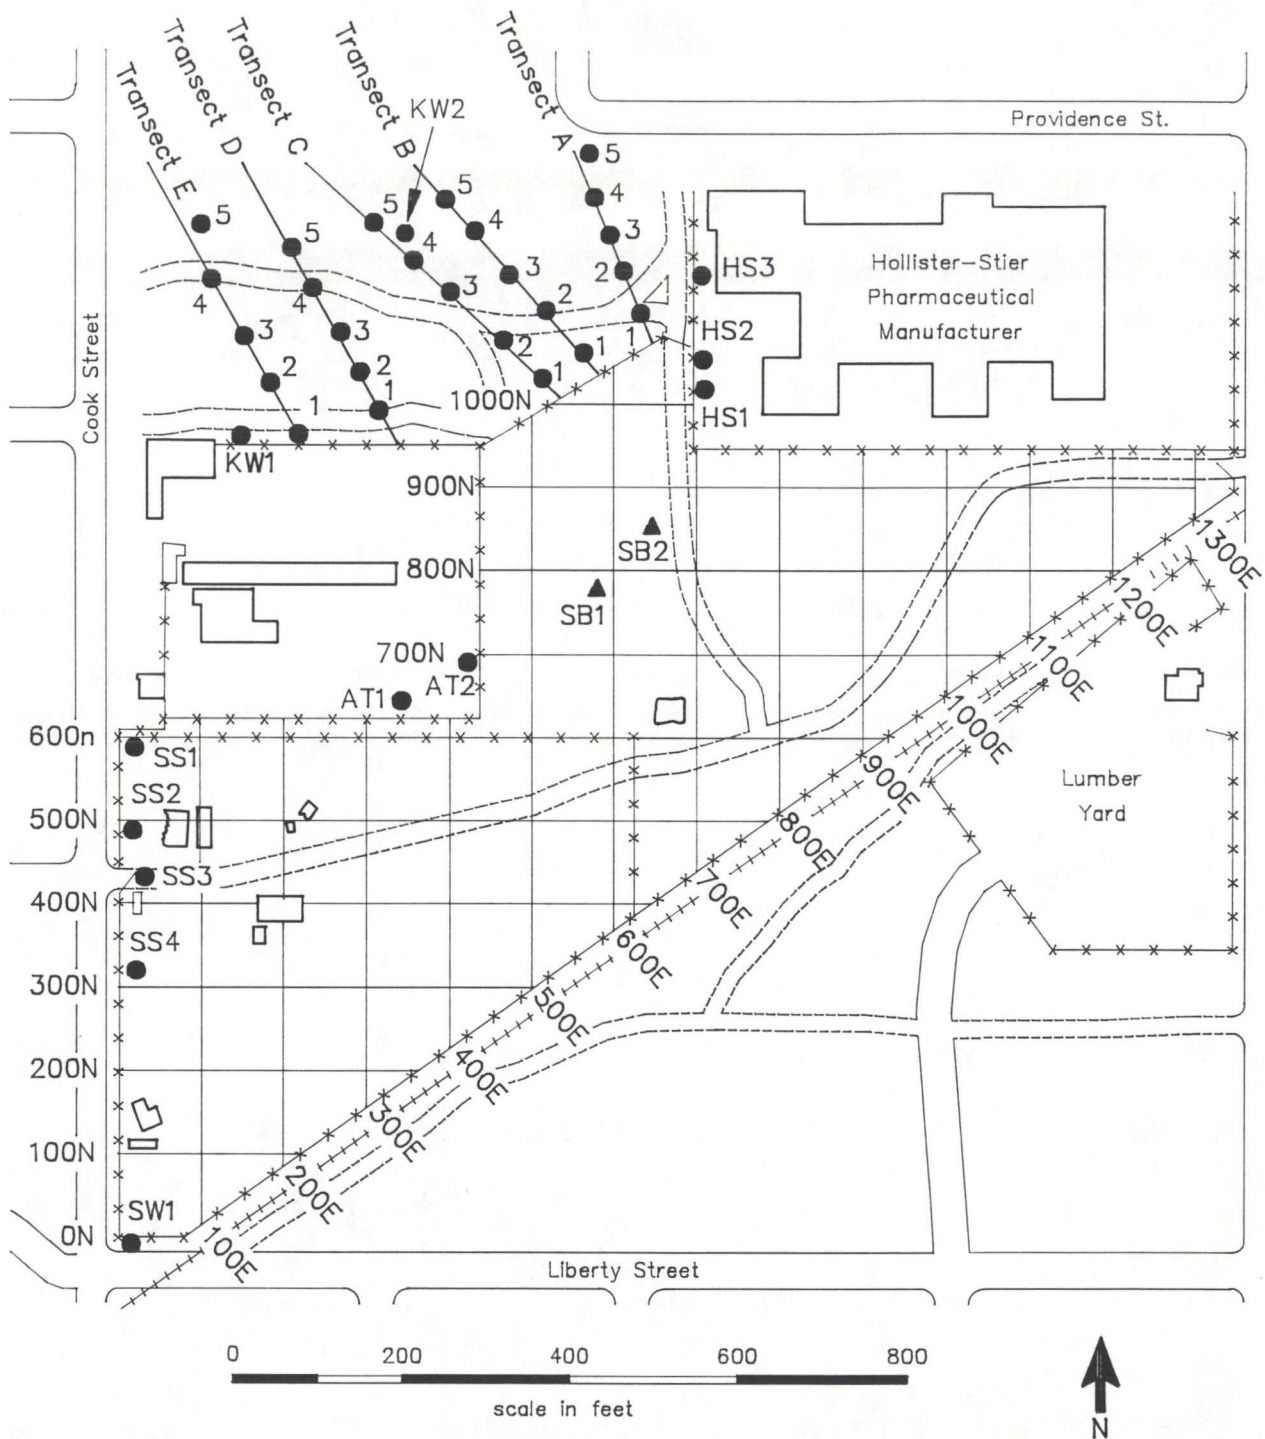 Transect E
Transect D
Transect C
Transect B
Transect A
KW2
Providence St.
5
4
3
2
1
5
4
3
2
1
5
4
3
2
1
5
4
3
2
1
5
4
3
2
1
Cook Street
HS3
HS2
HS1
Hollister-Stier
Pharmaceutical
Manufacturer
1000N
KW1
900N
SB2
800N
SB1
700N
AT1
AT2
600n
SS1
SS2
500N
SS3
400N
SS4
300N
200N
100N
SW1
0N
100E
200E
300E
400E
500E
600E
700E
800E
900E
1000E
1100E
1200E
1300E
Lumber
Yard
Liberty Street
0 200 400 600 800
scale in feet
N